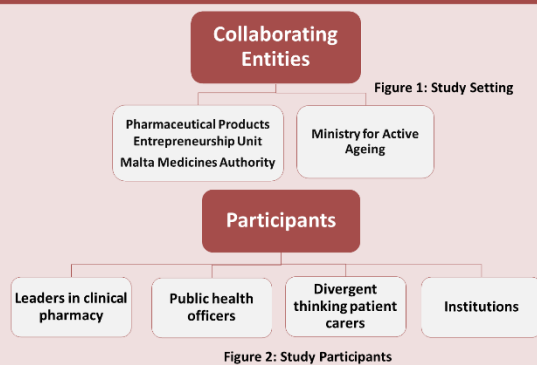 Collaborating
Entities
Figure 1: Study Setting
Pharmaceutical Products
Entrepreneurship Unit
Malta Medicines Authority
Ministry for Active
Ageing
Participants
Leaders in clinical
pharmacy
Public health
officers
Divergent
thinking patient
carers
Institutions
Figure 2: Study Participants